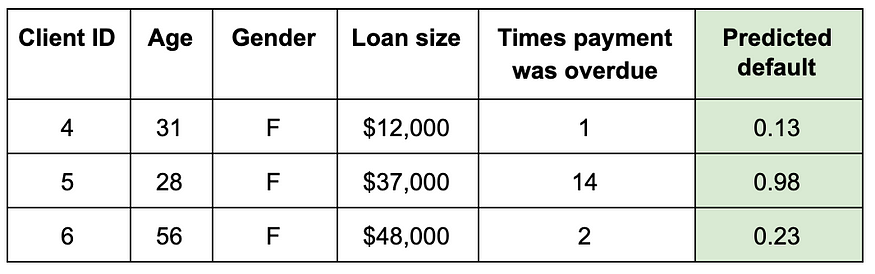 Client ID Age Gender Loan size Times payment was overdue Predicted default
4 31 F $12,000 1 0.13
5 28 F $37,000 14 0.98
6 56 F $48,000 2 0.23